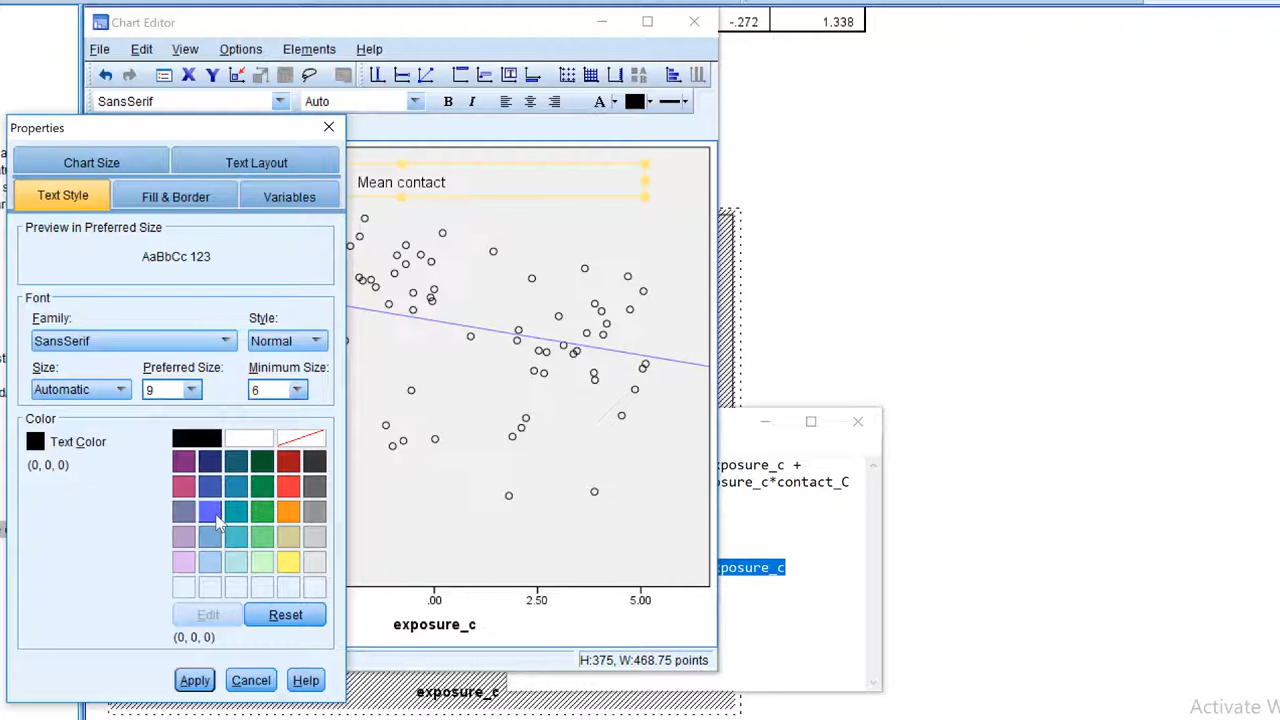 Chart Editor
-.272 1.338
File Edit View Options Elements Help
X Y T
SansSerif Auto B I A
Properties
Chart Size Text Layout
Text Style Fill & Border Variables
Mean contact
Preview in Preferred Size
AaBbCc 123
Font
Family: Style:
SansSerif Normal
Size: Preferred Size: Minimum Size:
Automatic 9 6
Color
Text Color
(0, 0, 0)
Edit Reset
(0, 0, 0)
Apply Cancel Help
.00 2.50 5.00
exposure_c
H:375, W:468.75 points
exposure_c
xposure_c +
osure_c*contact_C
xposure_c
Activate W